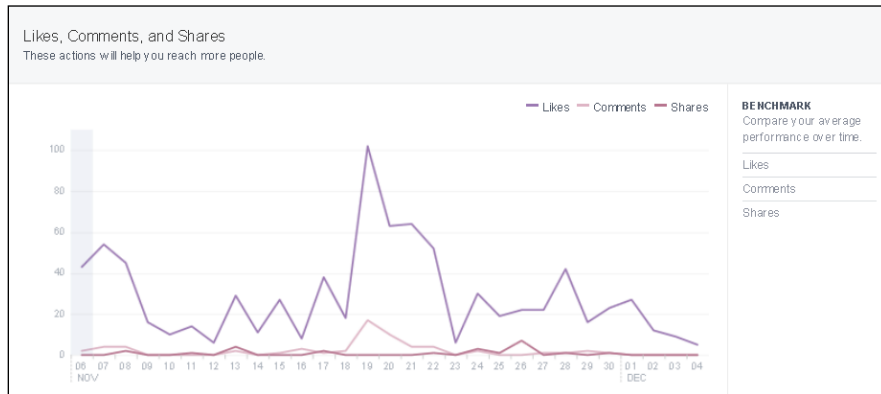 Likes, Comments, and Shares
These actions will help you reach more people.
Likes Comments Shares
BENCHMARK
Compare your average
performance over time.
Likes
Comments
Shares
100
80
60
40
20
0
06 07 08 09 10 11 12 13 14 15 16 17 18 19 20 21 22 23 24 25 26 27 28 29 30 01 02 03 04
NOV DEC